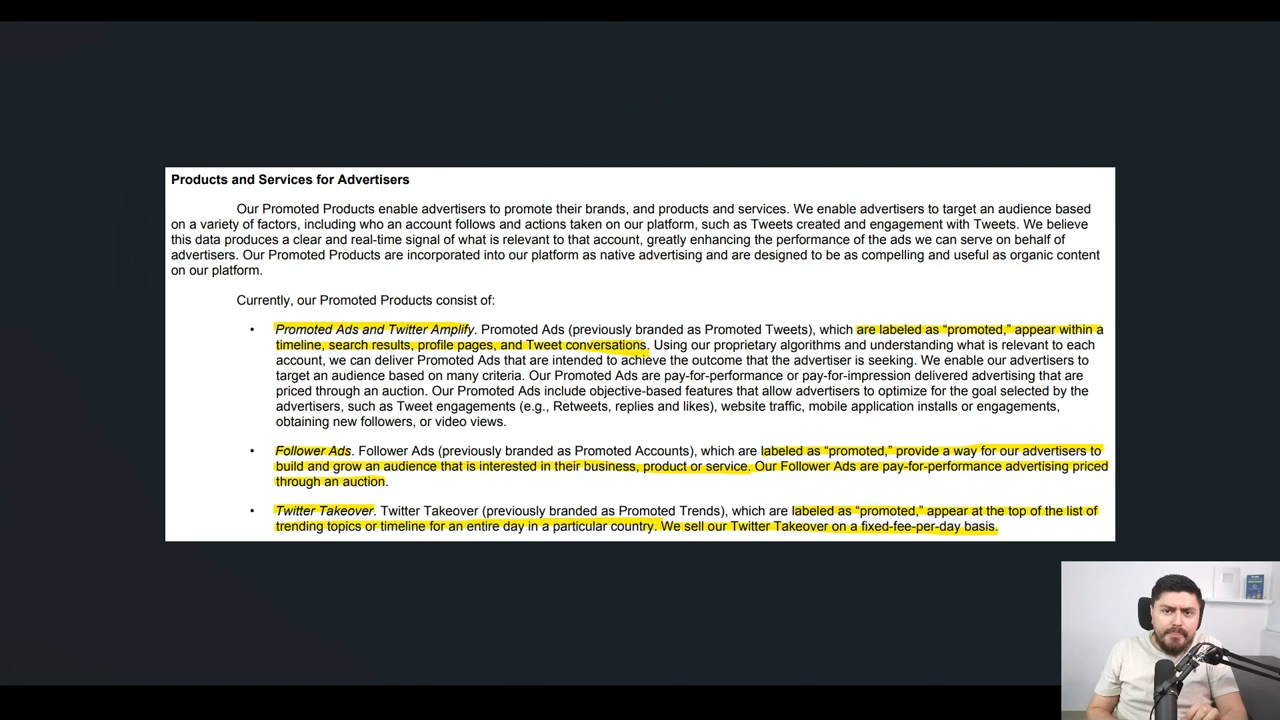 Products and Services for Advertisers
Our Promoted Products enable advertisers to promote their brands, and products and services. We enable advertisers to target an audience based
on a variety of factors, including who an account follows and actions taken on our platform, such as Tweets created and engagement with Tweets. We believe
this data produces a clear and real-time signal of what is relevant to that account, greatly enhancing the performance of the ads we can serve on behalf of
advertisers. Our Promoted Products are incorporated into our platform as native advertising and are designed to be as compelling and useful as organic content
on our platform.
Currently, our Promoted Products consist of:
• Promoted Ads and Twitter Amplify. Promoted Ads (previously branded as Promoted Tweets), which are labeled as “promoted,” appear within a
timeline, search results, profile pages, and Tweet conversations. Using our proprietary algorithms and understanding what is relevant to each
account, we can deliver Promoted Ads that are intended to achieve the outcome that the advertiser is seeking. We enable our advertisers to
target an audience based on many criteria. Our Promoted Ads are pay-for-performance or pay-for-impression delivered advertising that are
priced through an auction. Our Promoted Ads include objective-based features that allow advertisers to optimize for the goal selected by the
advertisers, such as Tweet engagements (e.g., Retweets, replies and likes), website traffic, mobile application installs or engagements,
obtaining new followers, or video views.
• Follower Ads. Follower Ads (previously branded as Promoted Accounts), which are labeled as “promoted,” provide a way for our advertisers to
build and grow an audience that is interested in their business, product or service. Our Follower Ads are pay-for-performance advertising priced
through an auction.
• Twitter Takeover. Twitter Takeover (previously branded as Promoted Trends), which are labeled as “promoted,” appear at the top of the list of
trending topics or timeline for an entire day in a particular country. We sell our Twitter Takeover on a fixed-fee-per-day basis.